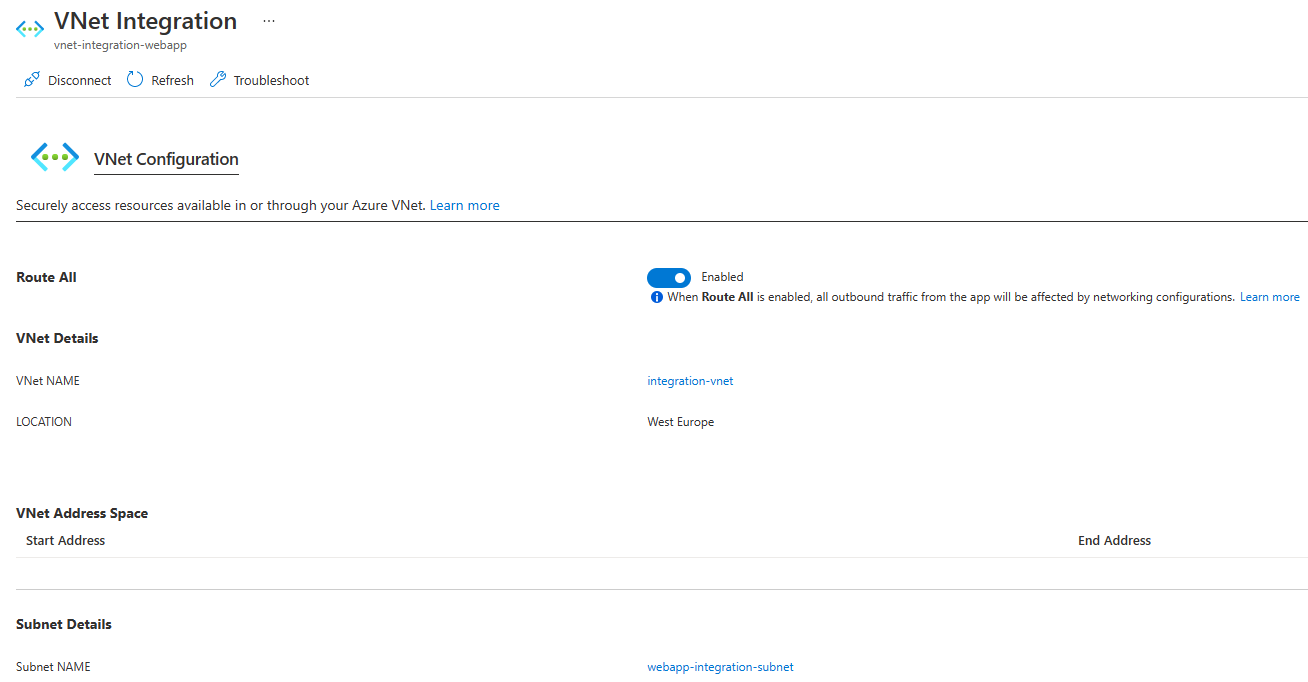 VNet Integration ...
vnet-integration-webapp
Disconnect Refresh Troubleshoot
VNet Configuration
Securely access resources available in or through your Azure VNet. Learn more
Route All Enabled
When Route All is enabled, all outbound traffic from the app will be affected by networking configurations. Learn more
VNet Details
VNet NAME integration-vnet
LOCATION West Europe
VNet Address Space
Start Address End Address
Subnet Details
Subnet NAME webapp-integration-subnet